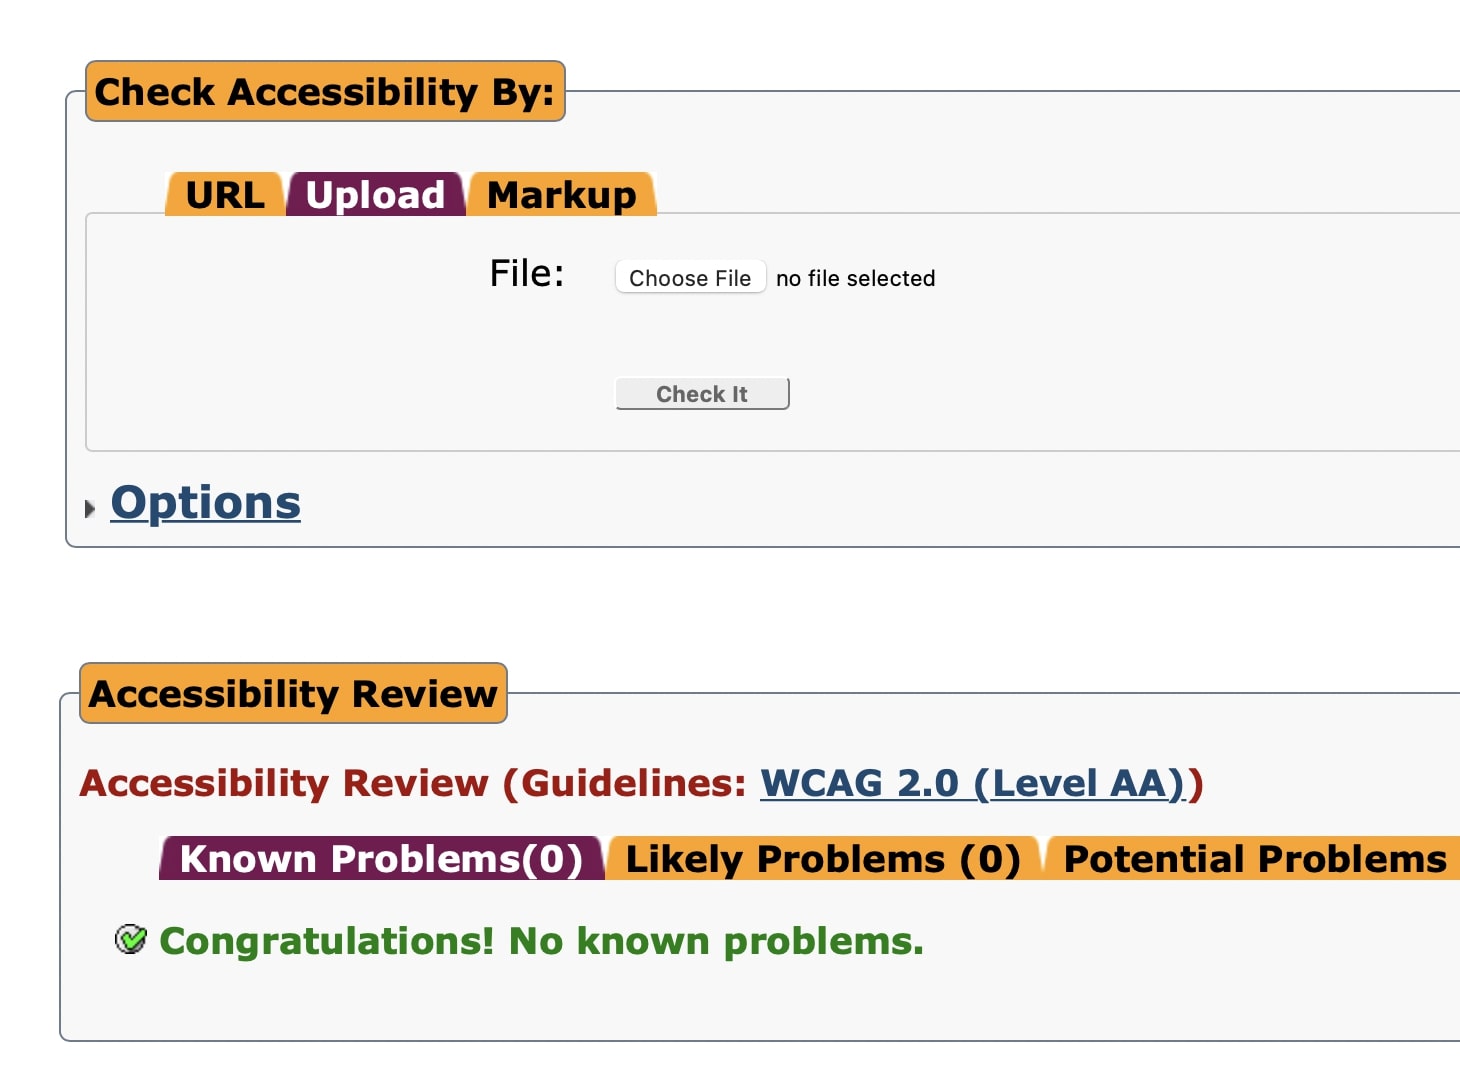 Check Accessibility By:
URL Upload Markup
File: Choose File no file selected
Check It
Options
Accessibility Review
Accessibility Review (Guidelines: WCAG 2.0 (Level AA))
Known Problems(0) Likely Problems (0) Potential Problems
Congratulations! No known problems.